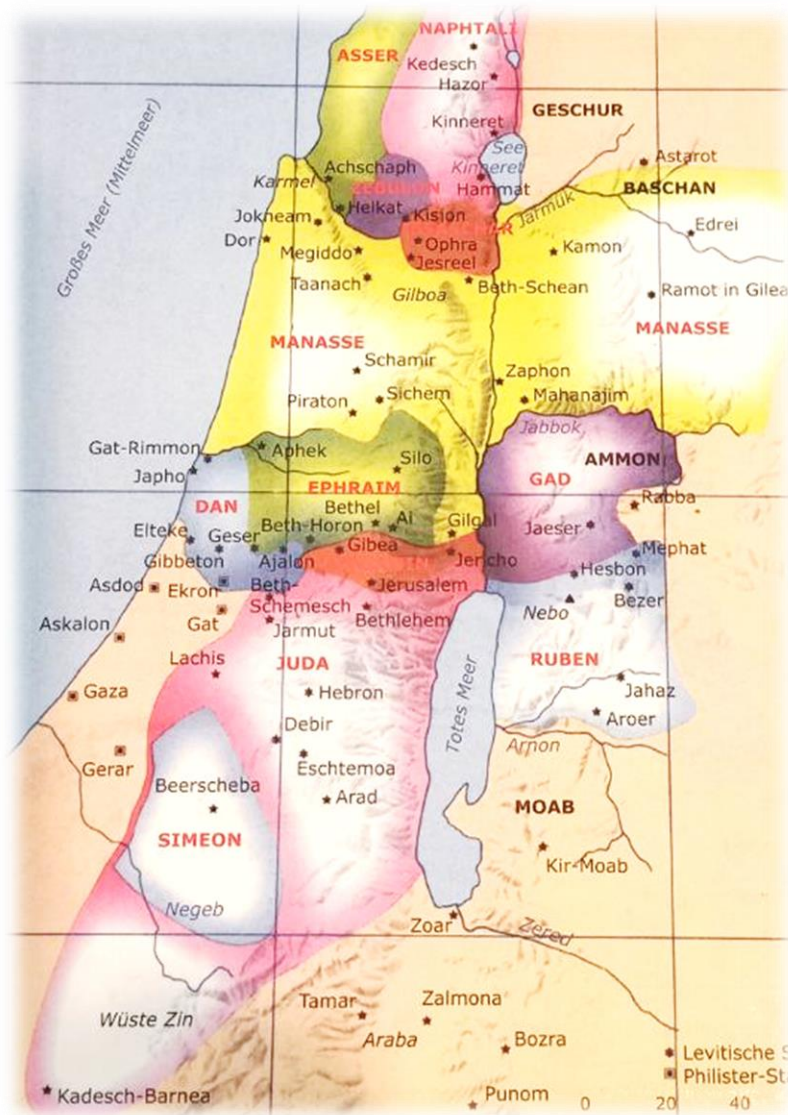 NAPHTALI
ASSER
Kedesch
Hazor
GESCHUR
Kinneret
See
Kinneret
Astarot
Achschaph
Karmel
ZEBULON
Hammat
BASCHAN
Helkat
Jarmuk
Jokneam
Kision
Edrei
Dor
Ophra
Kamon
Megiddo
Jesreel
Taanach
Gilboa
Beth-Schean
Ramot in Gilea
MANASSE
MANASSE
Schamir
Zaphon
Piraton
Sichem
Mahanajim
Jabbok
Großes Meer (Mittelmeer)
Gat-Rimmon
Aphek
Silo
AMMON
Japho
EPHRAIM
GAD
DAN
Bethel
Rabba
Elteke
Geser
Beth-Horon
Ai
Gilgal
Jaeser
Gibbeton
Ajalon
Gibea
Jericho
Mephat
Asdod
Ekron
Beth-
Schemesch
Jerusalem
Hesbon
Bezer
Gat
Jarmut
Bethlehem
Nebo
Askalon
Lachis
JUDA
RUBEN
Totes Meer
Gaza
Hebron
Jahaz
Debir
Aroer
Gerar
Eschtemoa
Arnon
Beerscheba
Arad
MOAB
SIMEON
Kir-Moab
Negeb
Zoar
Zered
Wüste Zin
Tamar
Zalmona
Araba
Bozra
Levitische S
Philister-Sta
Kadesch-Barnea
Punom
0 20 40